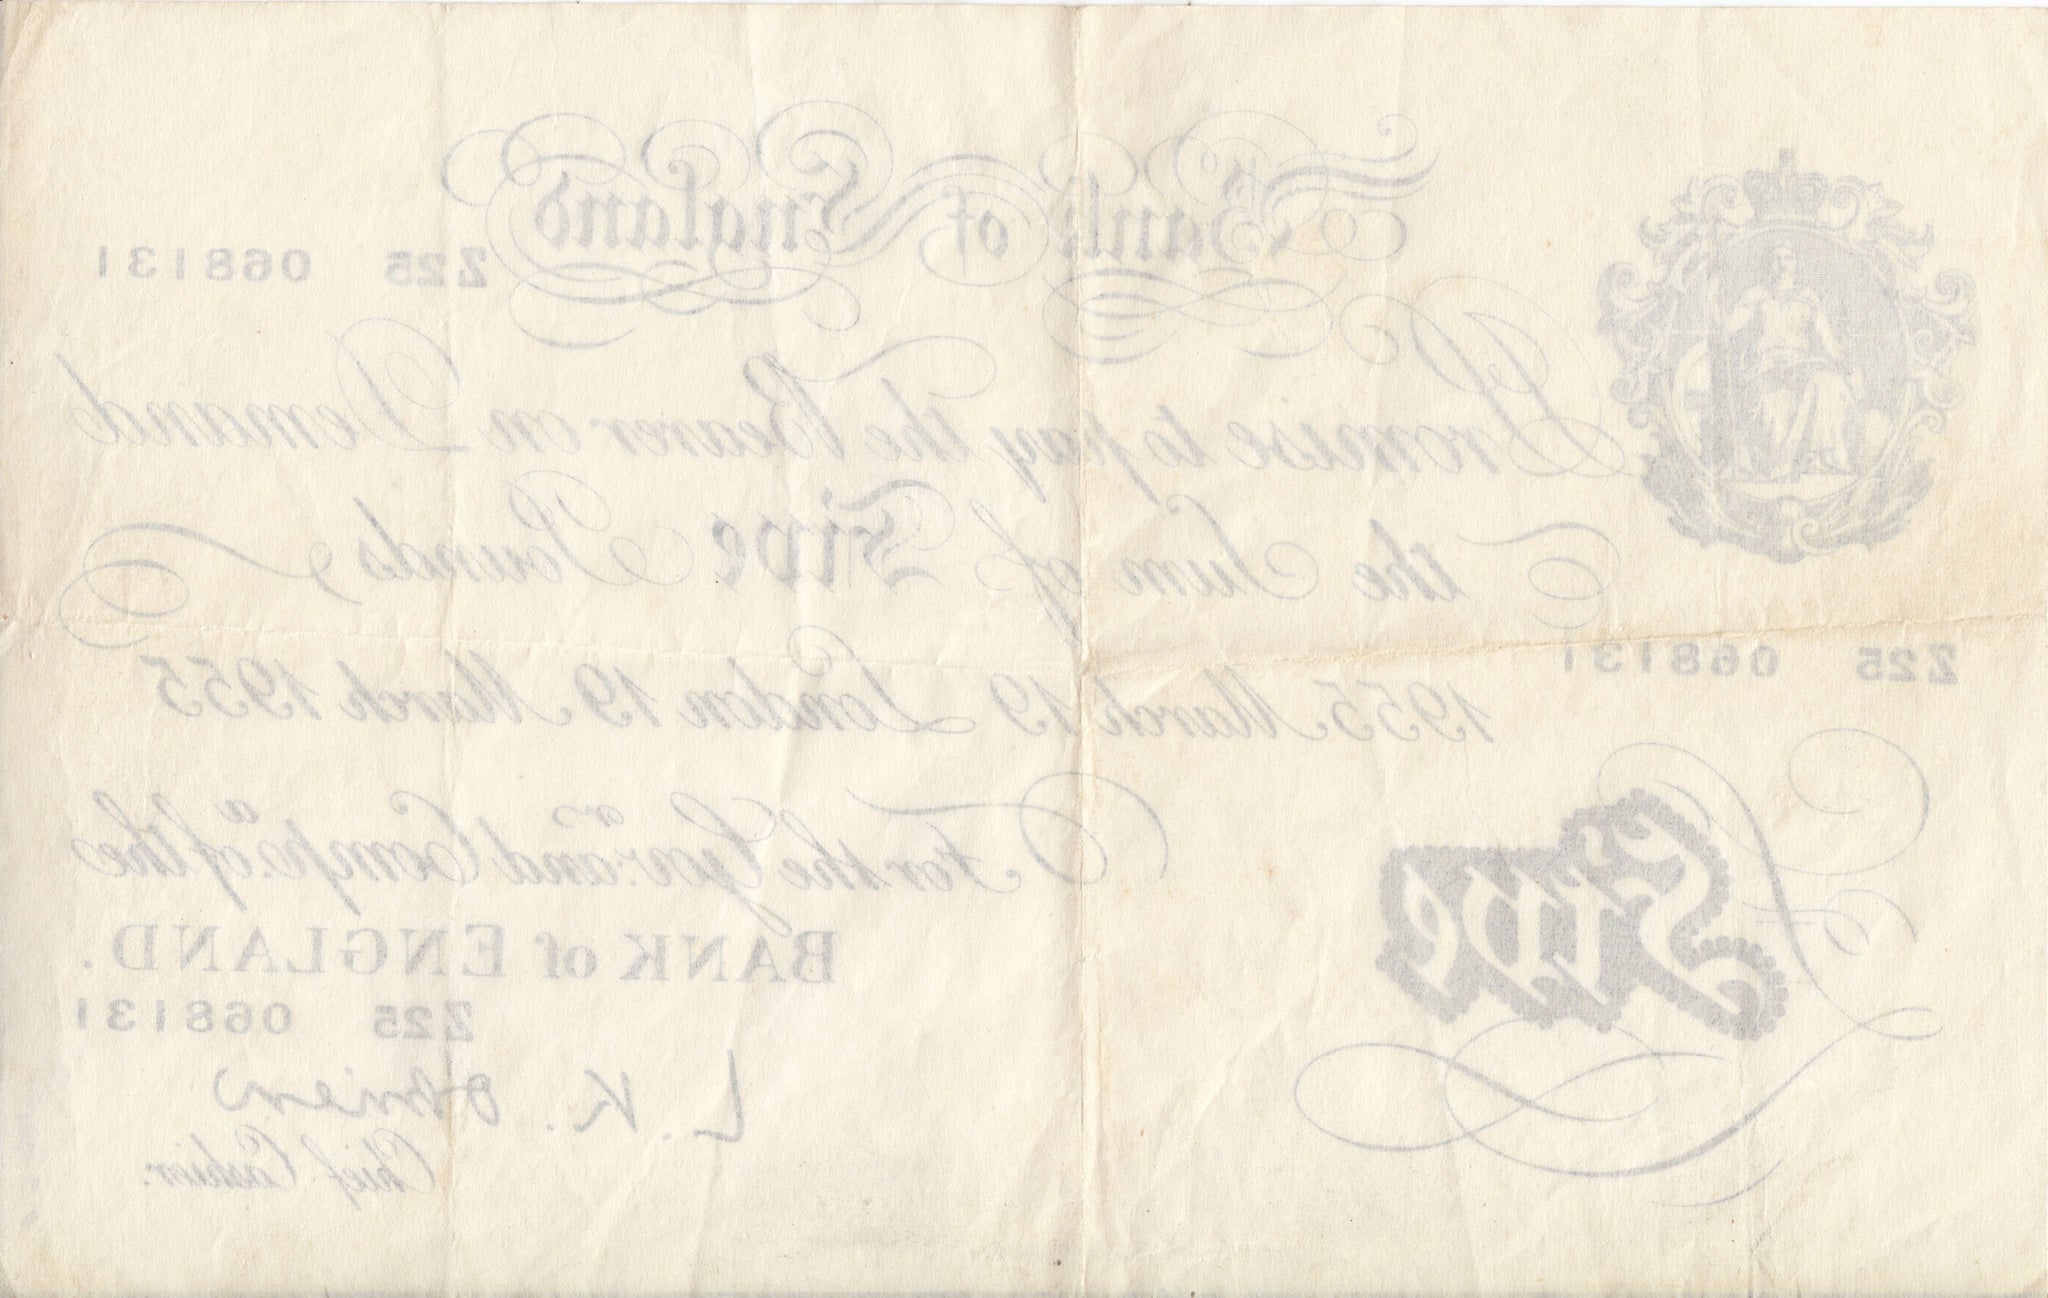 Bank of England
Z25 068131
Promise to pay the Bearer on Demand
the Sum of Five Pounds
1955 March 19 London 19 March 1955
Z25 068131
For the Govr. and Compa. of the
BANK of ENGLAND.
Z25 068131
Five
L. K. O'Brien
Chief Cashier.